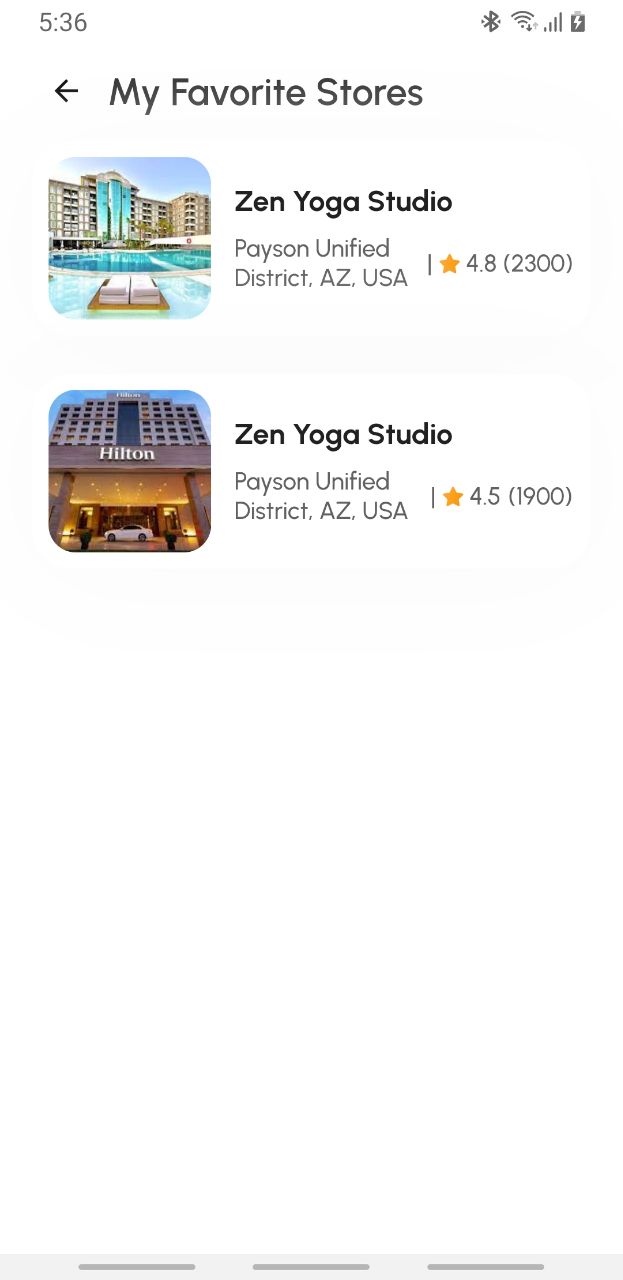 5:36
My Favorite Stores
Zen Yoga Studio
Payson Unified
District, AZ, USA
| ★ 4.8 (2300)
Hilton
Hilton
Zen Yoga Studio
Payson Unified
District, AZ, USA
| ★ 4.5 (1900)